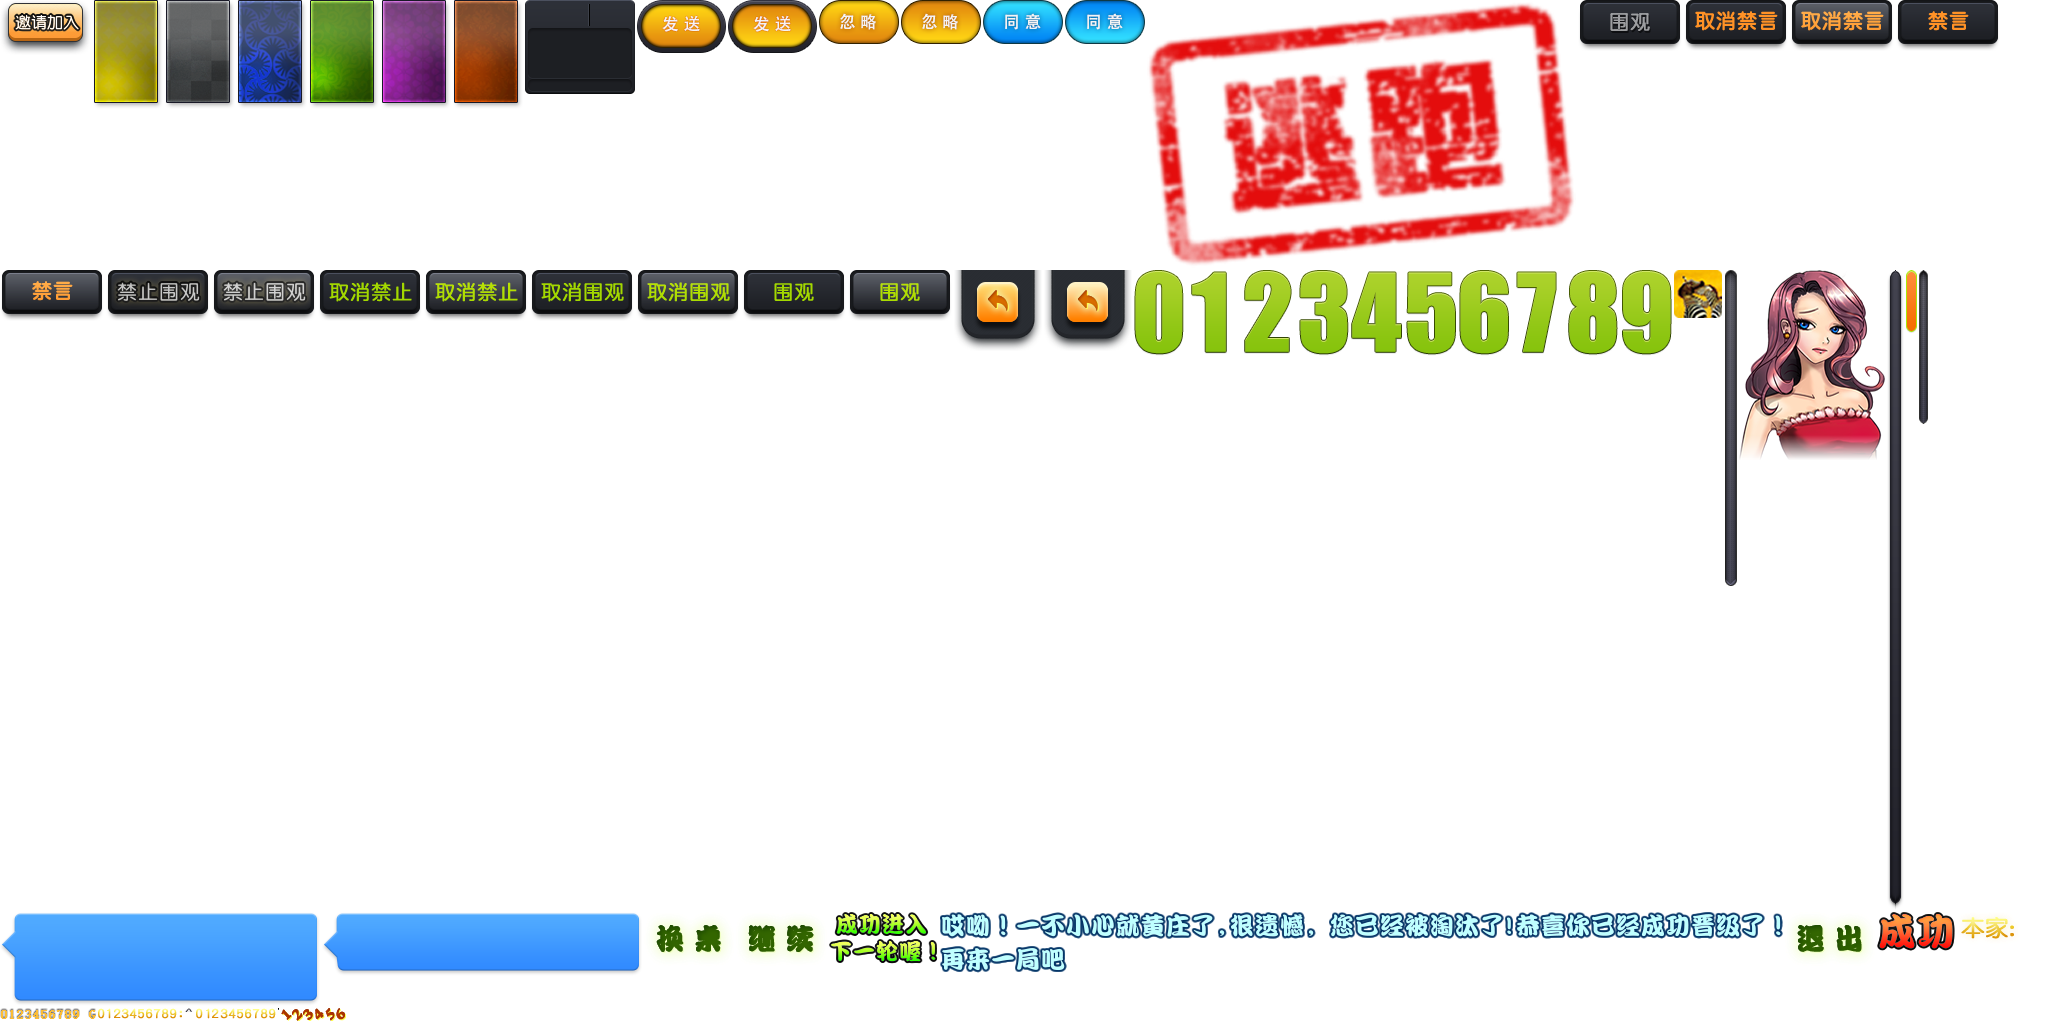 邀请加入
发送
发送
忽略
忽略
同意
同意
逃跑
围观
取消禁言
取消禁言
禁言
禁言
禁止围观
禁止围观
取消禁止
取消禁止
取消围观
取消围观
围观
围观
0123456789
换桌
继续
成功进入
下一轮喔！
哎呦！一不小心就黄庄了,
再来一局吧
很遗憾，您已经被淘汰了!
恭喜你已经成功晋级了！
退出
成功
本家:
0123456789 G0123456789:^0123456789'123456